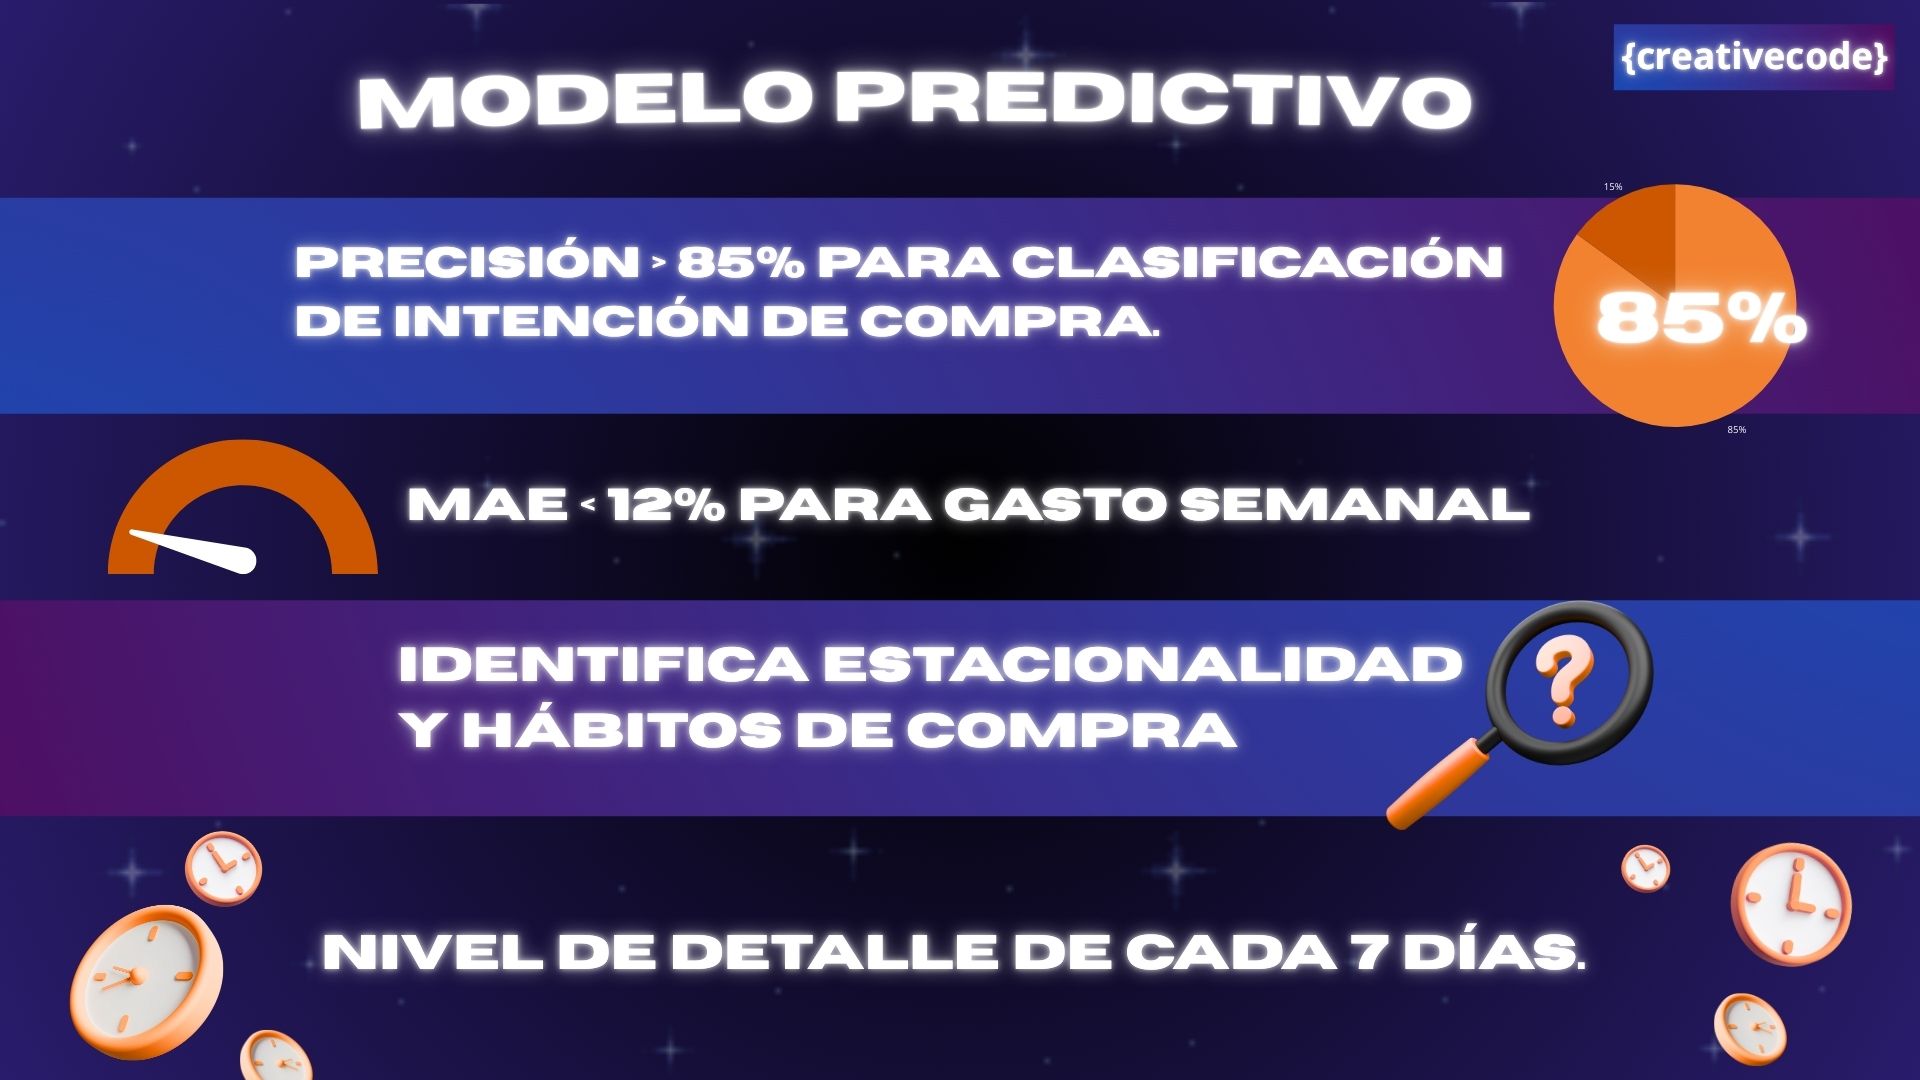 MODELO PREDICTIVO
{creativecode}
15%
PRECISIÓN > 85% PARA CLASIFICACIÓN
DE INTENCIÓN DE COMPRA.
85%
85%
MAE < 12% PARA GASTO SEMANAL
IDENTIFICA ESTACIONALIDAD
Y HÁBITOS DE COMPRA
?
NIVEL DE DETALLE DE CADA 7 DÍAS.